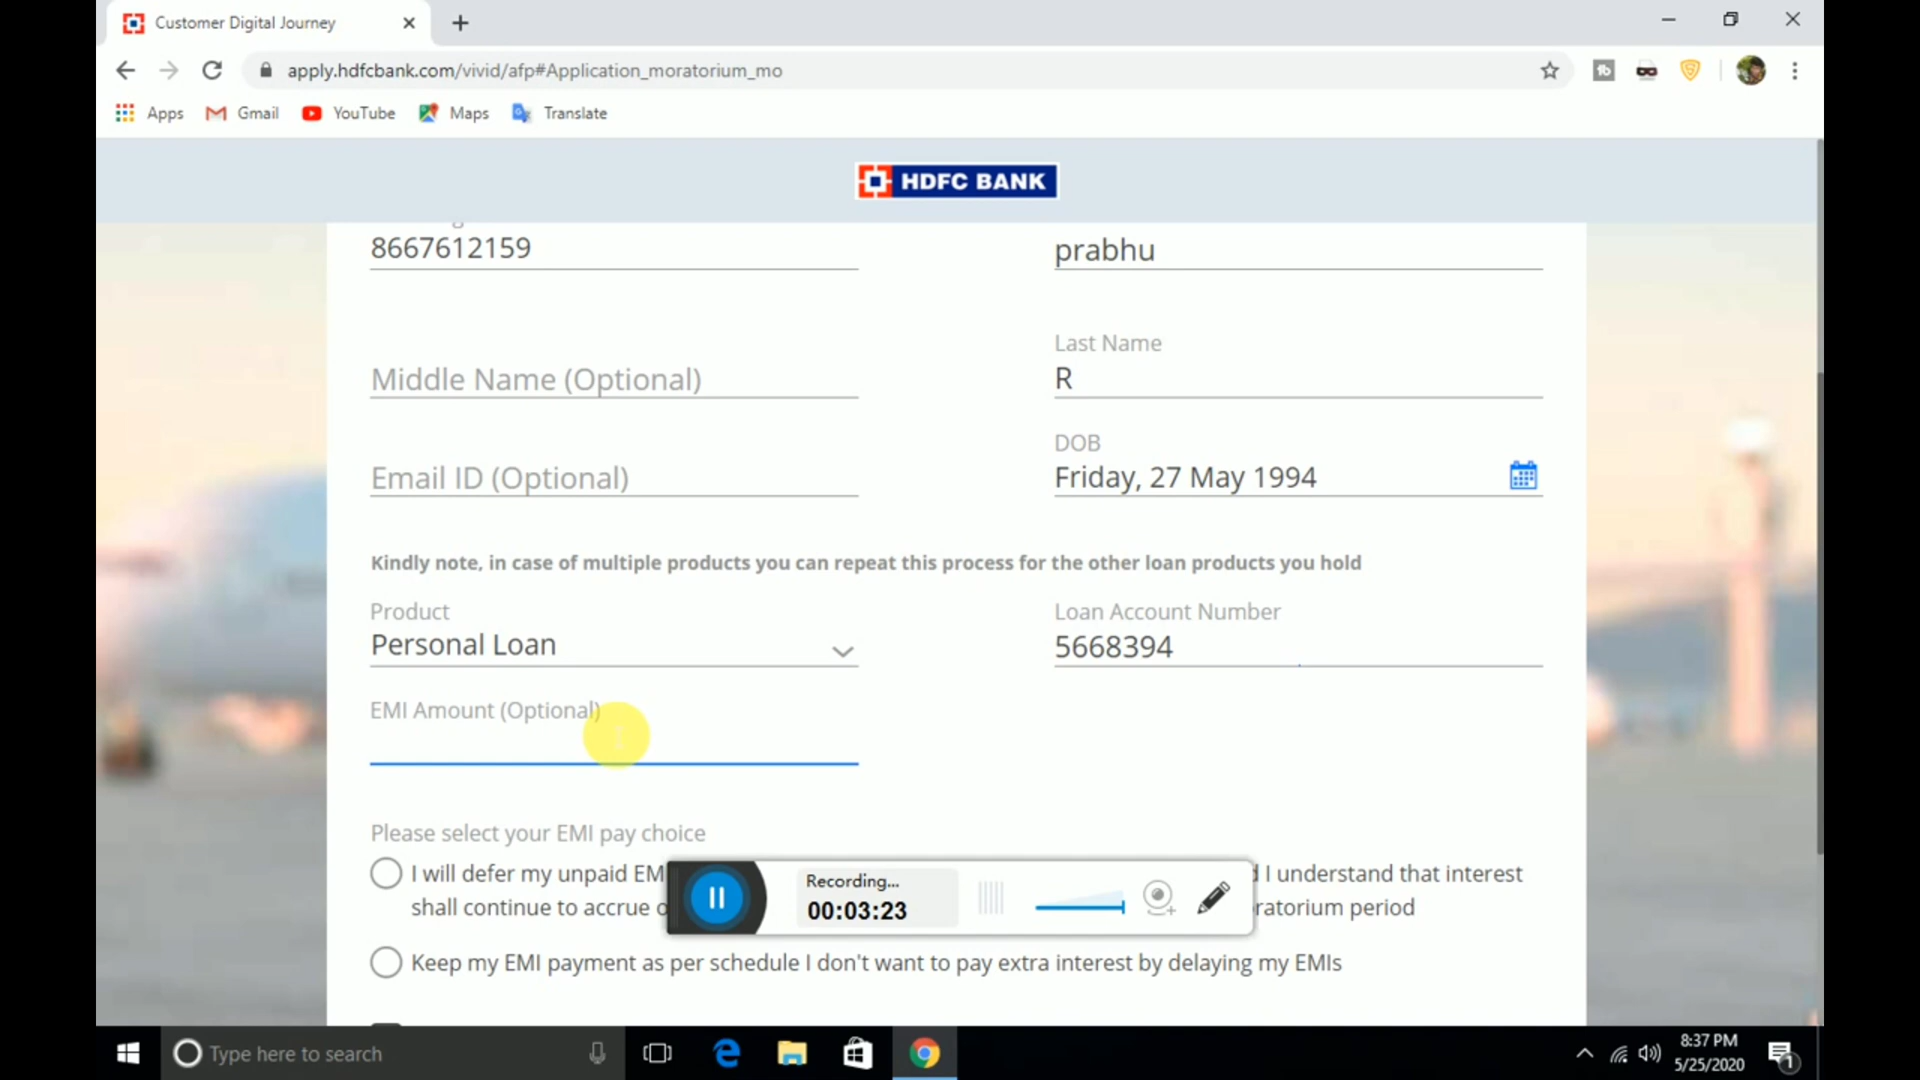 Customer Digital Journey
apply.hdfcbank.com/vivid/afp#Application_moratorium_mo
Apps Gmail YouTube Maps Translate
HDFC BANK
8667612159
prabhu
Middle Name (Optional)
Last Name
R
Email ID (Optional)
DOB
Friday, 27 May 1994
Kindly note, in case of multiple products you can repeat this process for the other loan products you hold
Product
Personal Loan
Loan Account Number
5668394
EMI Amount (Optional)
Please select your EMI pay choice
I will defer my unpaid EM
I understand that interest
shall continue to accrue
ratorium period
Recording...
00:03:23
Keep my EMI payment as per schedule I don't want to pay extra interest by delaying my EMIs
Type here to search
8:37 PM
5/25/2020
1